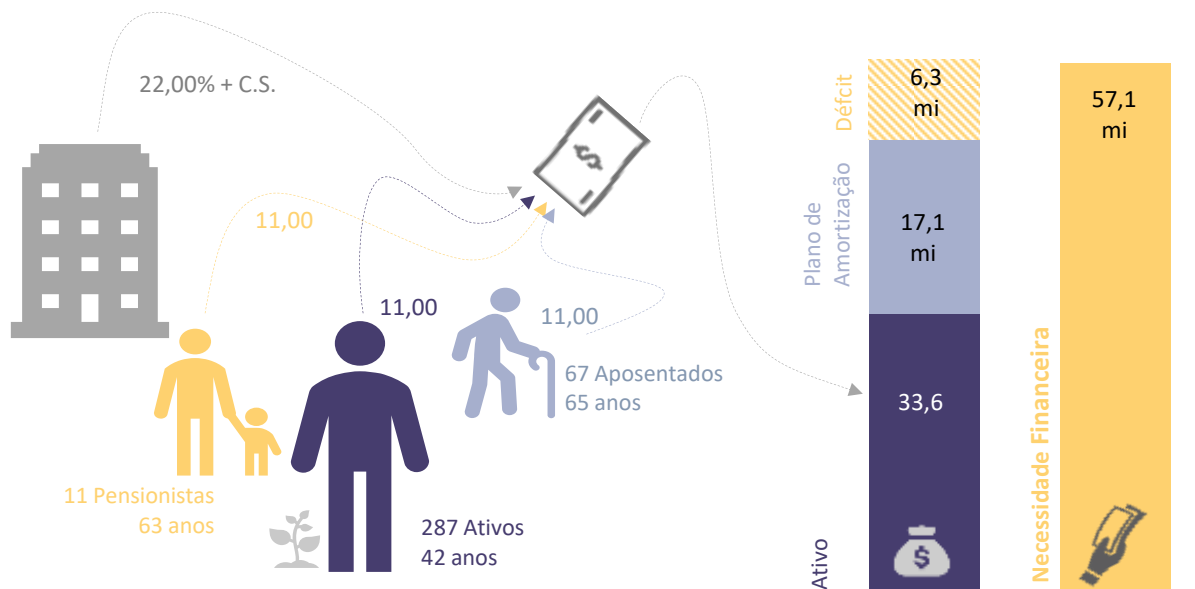 22,00% + C.S.
11,00
11,00
11,00
67 Aposentados
65 anos
11 Pensionistas
63 anos
287 Ativos
42 anos
Défcit
6,3
mi
Plano de
Amortização
17,1
mi
Ativo
33,6
$
Necessidade Financeira
57,1
mi
$